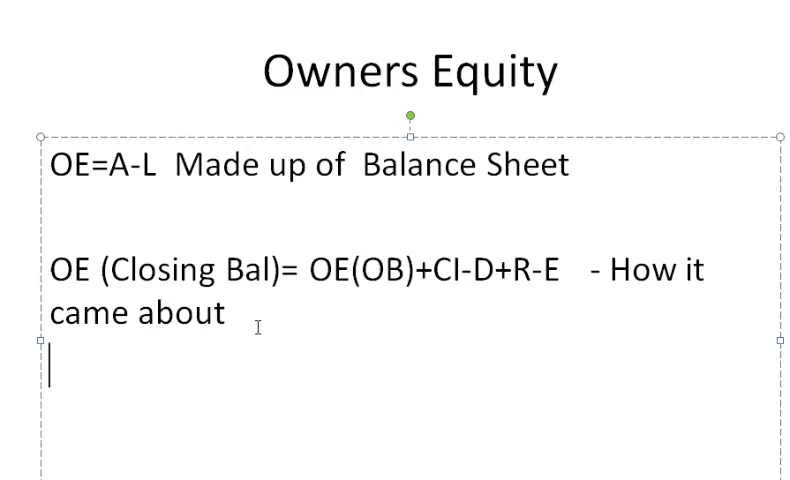 Owners Equity
OE=A-L  Made up of  Balance Sheet
OE (Closing Bal)= OE(OB)+CI-D+R-E   - How it
came about